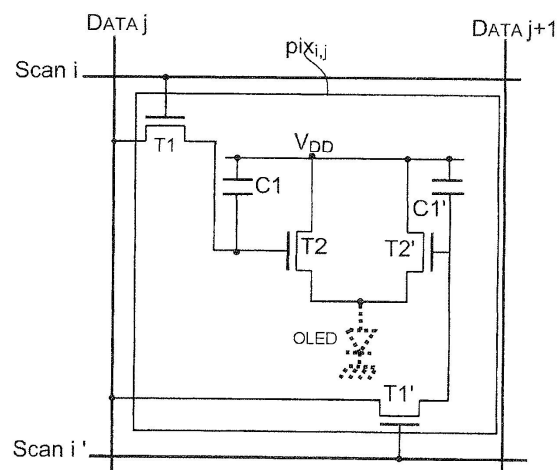 DATA j
DATA j+1
Scan i
pixi,j
T1
VDD
C1
C1'
T2
T2'
OLED
T1'
Scan i '